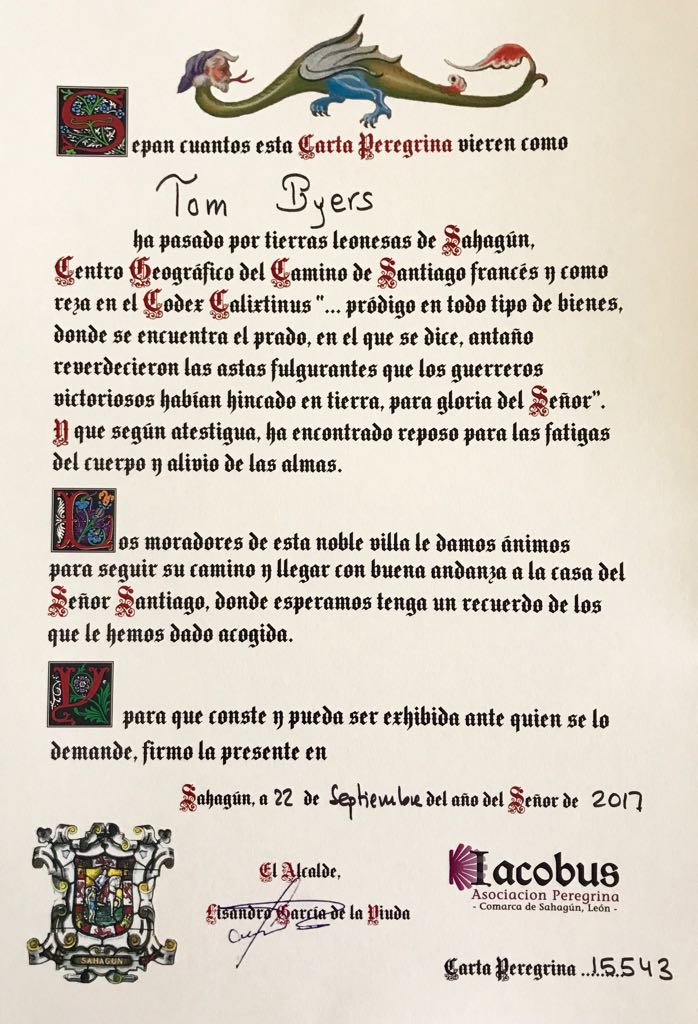 Sepan cuantos esta Carta Peregrina vieren como
Tom Byers
ha pasado por tierras leonesas de Sahagún,
Centro Geográfico del Camino de Santiago francés y como
reza en el Codex Calixtinus "... pródigo en todo tipo de bienes,
donde se encuentra el prado, en el que se dice, antaño
reverdecieron las astas fulgurantes que los guerreros
victoriosos habían hincado en tierra, para gloria del Señor".
Y que según atestigua, ha encontrado reposo para las fatigas
del cuerpo y alivio de las almas.
Los moradores de esta noble villa le damos ánimos
para seguir su camino y llegar con buena andanza a la casa del
Señor Santiago, donde esperamos tenga un recuerdo de los
que le hemos dado acogida.
Y para que conste y pueda ser exhibida ante quien se lo
demande, firmo la presente en
Sahagún, a 22 de Septiembre del año del Señor de 2017
El Alcalde,
Lisandro García de la Viuda
SAHAGUN
Iacobus
Asociacion Peregrina
- Comarca de Sahagún, León -
Carta Peregrina ...15.543